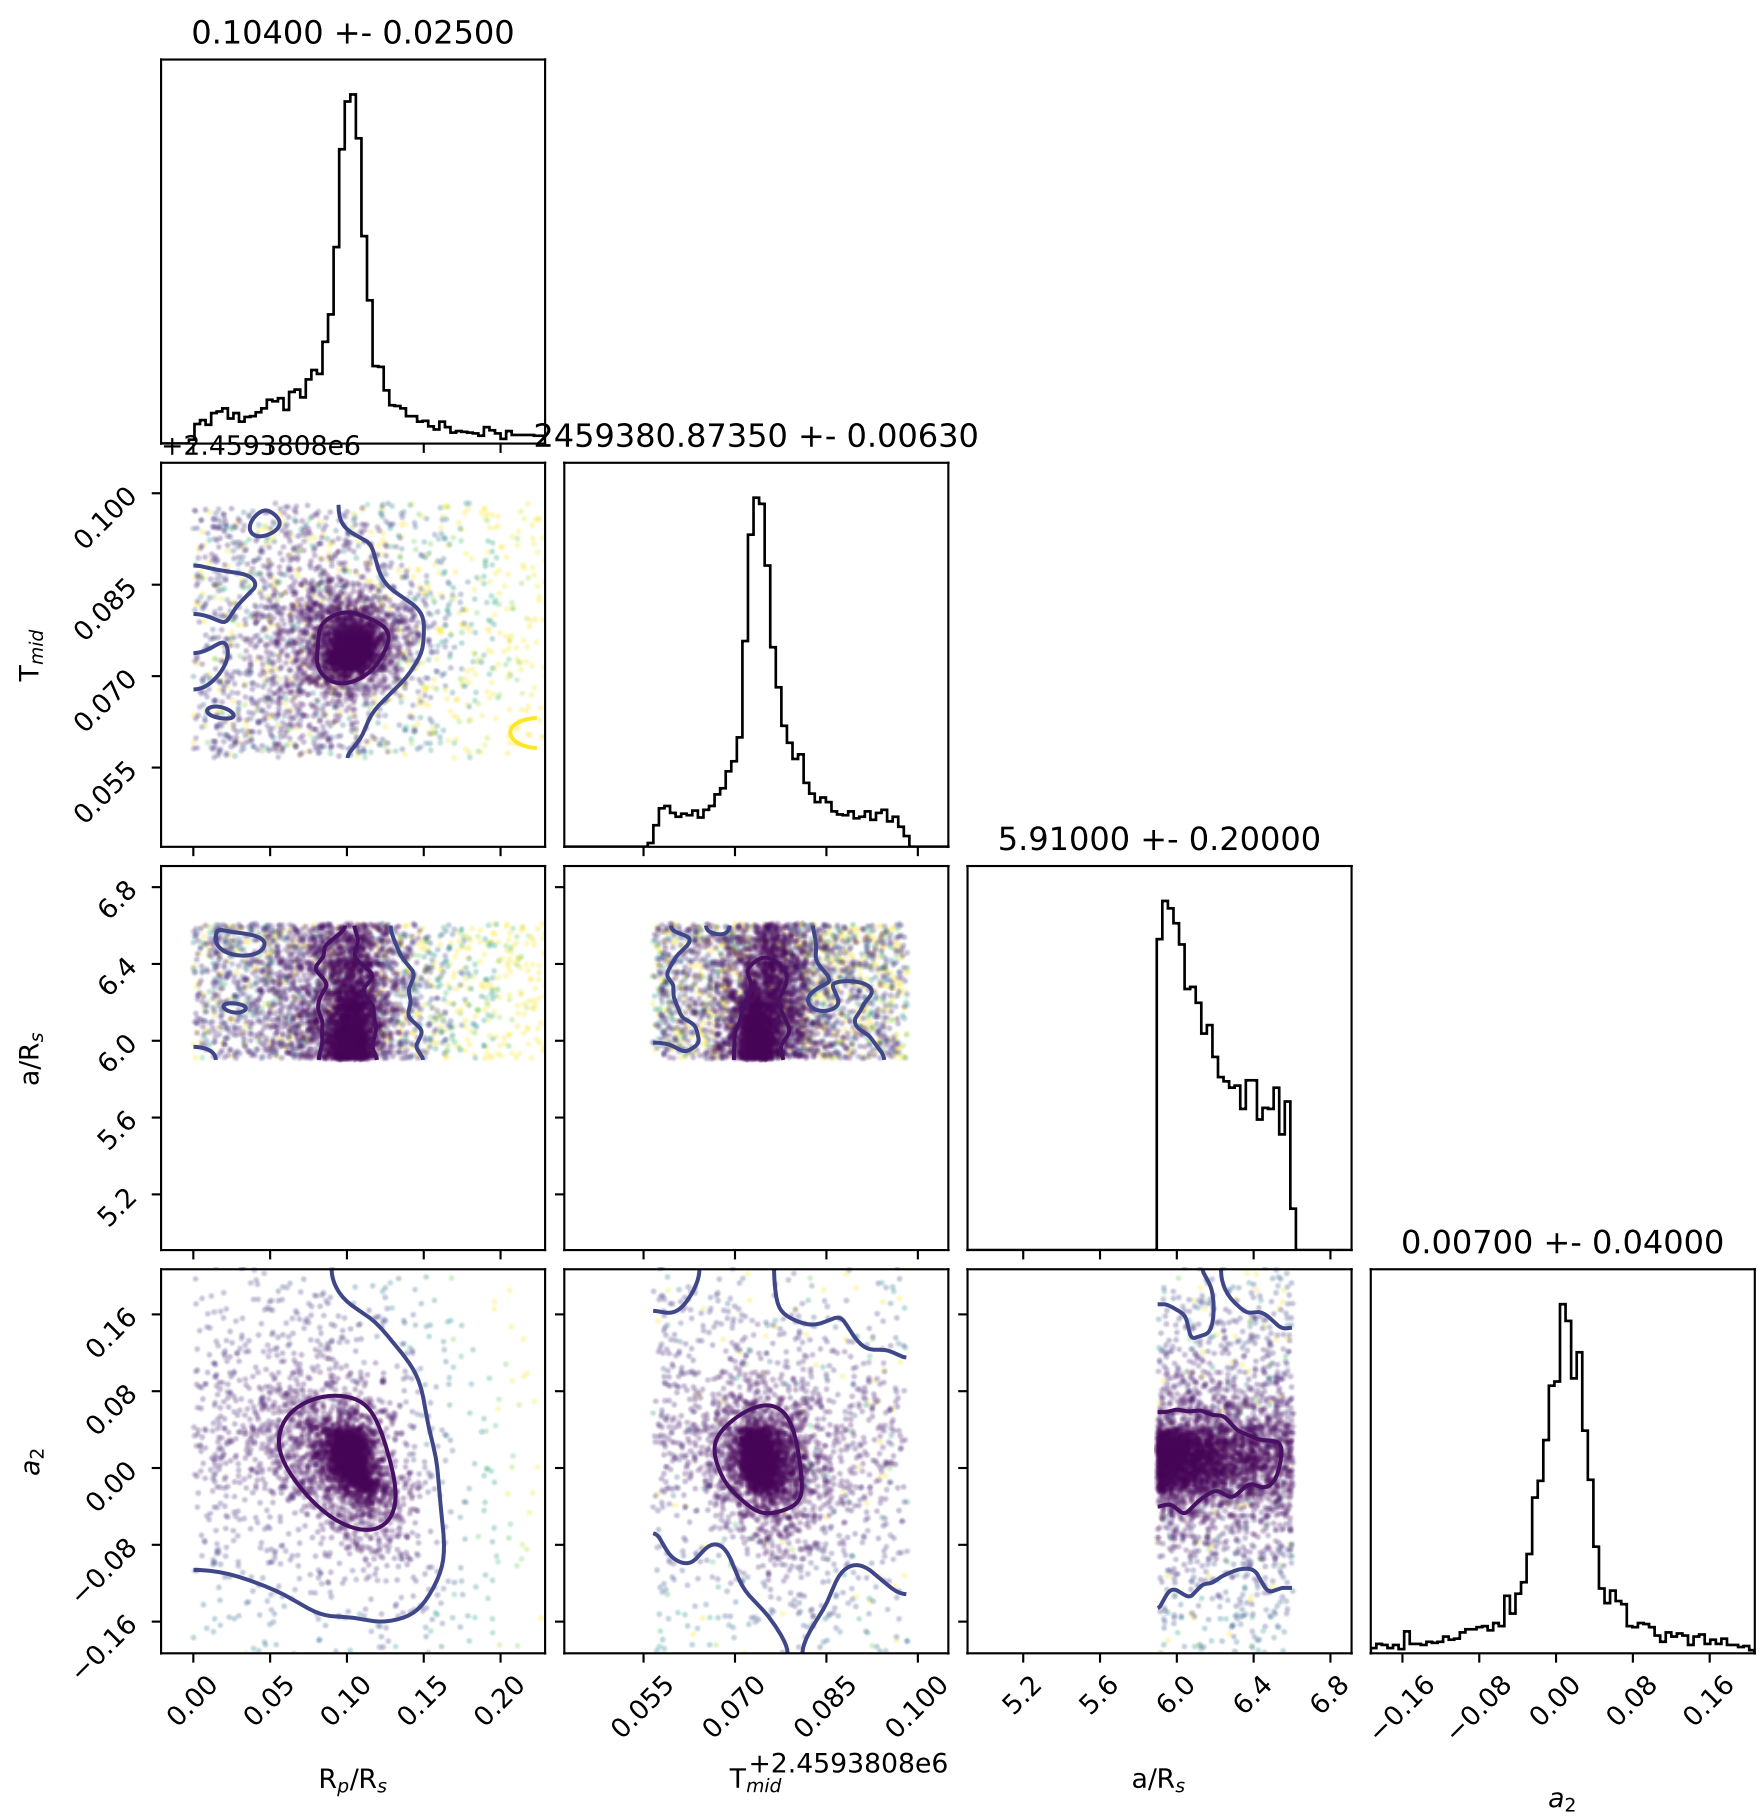 0.10400 +- 0.02500
+2.4593808e6
2459380.87350 +- 0.00630
0.100
0.085
0.070
0.055
T_mid
5.91000 +- 0.20000
6.8
6.4
6.0
5.6
5.2
a/R_s
0.00700 +- 0.04000
0.16
0.08
0.00
−0.08
−0.16
a_2
0.00 0.05 0.10 0.15 0.20
0.055 0.070 0.085 0.100
5.2 5.6 6.0 6.4 6.8
−0.16 −0.08 0.00 0.08 0.16
+2.4593808e6
R_p/R_s
T_mid
a/R_s
a_2